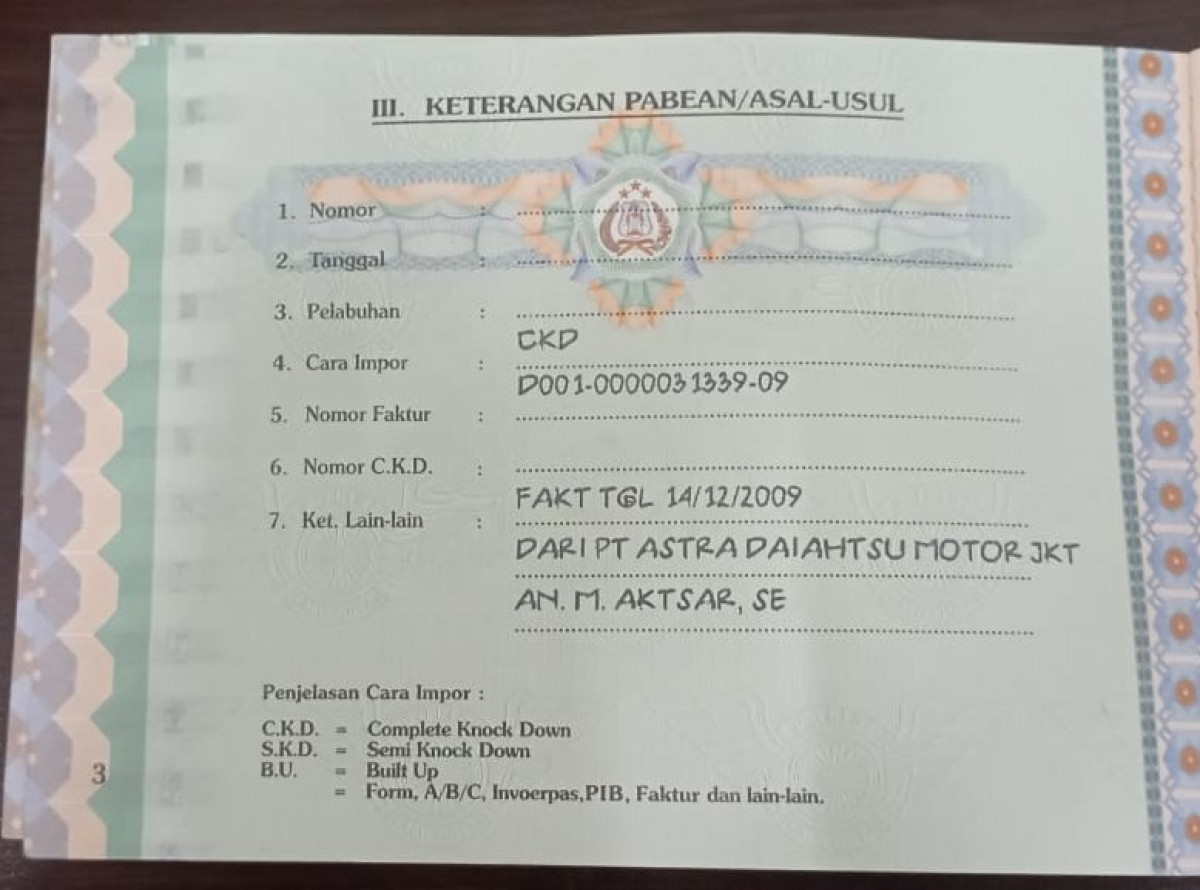 III. KETERANGAN PABEAN/ASAL-USUL
1. Nomor :
2. Tanggal :
3. Pelabuhan :
CKD
4. Cara Impor :
D001-0000031339-09
5. Nomor Faktur :
6. Nomor C.K.D. :
FAKT TGL 14/12/2009
7. Ket. Lain-lain :
DARI PT ASTRA DAIAHTSU MOTOR JKT
AN. M. AKTSAR, SE
Penjelasan Cara Impor :
C.K.D. = Complete Knock Down
S.K.D. = Semi Knock Down
B.U. = Built Up
= Form, A/B/C, Invoerpas,PIB, Faktur dan lain-lain.
3